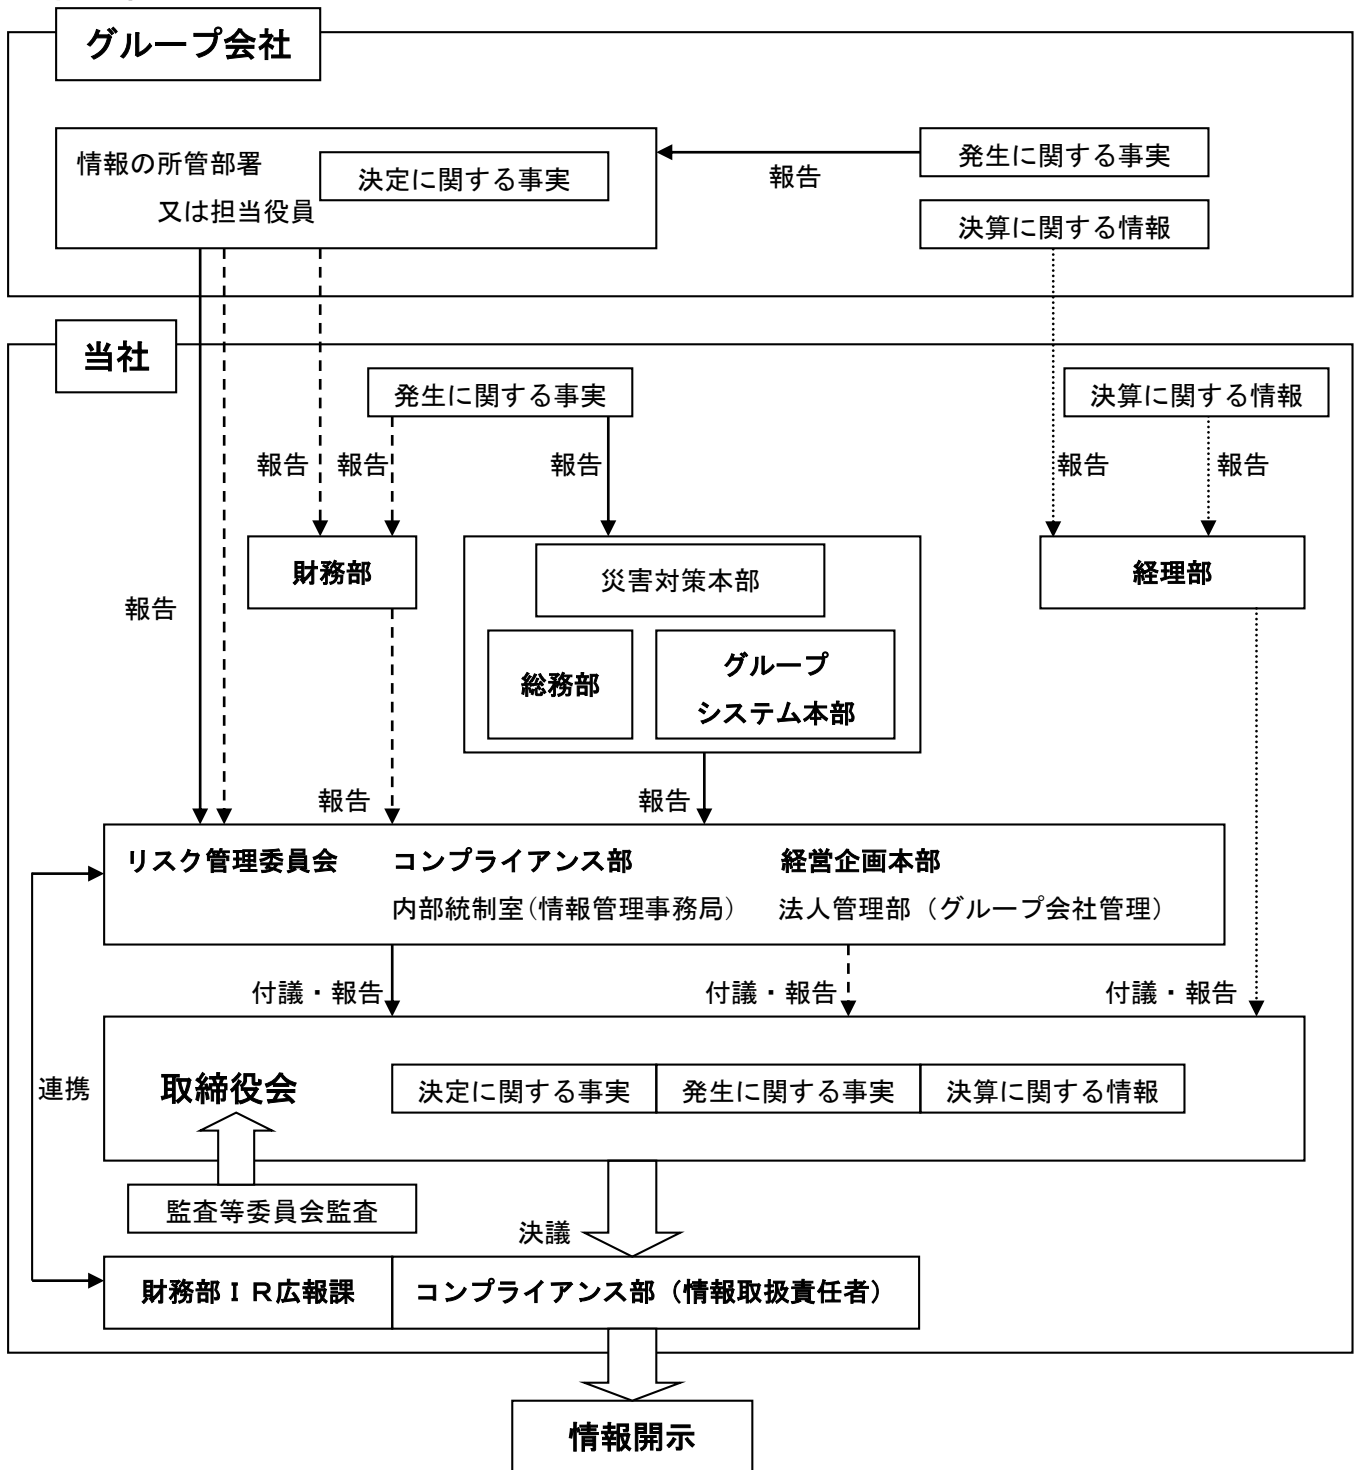 グループ会社
情報の所管部署
又は担当役員
決定に関する事実
発生に関する事実
報告
決算に関する情報
当社
発生に関する事実
決算に関する情報
報告
報告
報告
報告
報告
財務部
災害対策本部
経理部
報告
総務部
グループ
システム本部
報告
報告
リスク管理委員会
コンプライアンス部
経営企画本部
内部統制室(情報管理事務局)
法人管理部（グループ会社管理）
付議・報告
付議・報告
付議・報告
連携
取締役会
決定に関する事実
発生に関する事実
決算に関する情報
監査等委員会監査
決議
財務部ＩＲ広報課
コンプライアンス部（情報取扱責任者）
情報開示